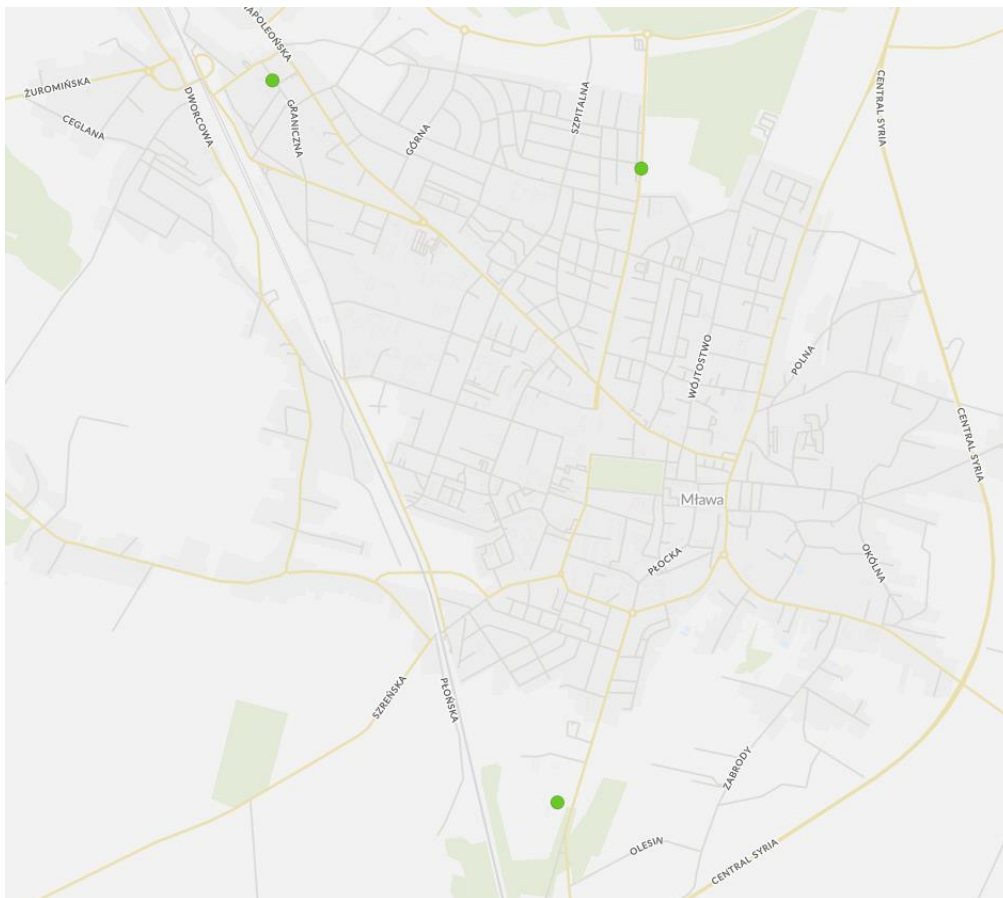 NAPOLEOŃSKA
ŻUROMIŃSKA
CEGLANA
DWORCOWA
GRANICZNA
GÓRNA
SZPITALNA
CENTRAL SYRIA
WÓJTOSTWO
POLNA
CENTRAL SYRIA
Mława
PŁOCKA
OKÓLNA
SZREŃSKA
PŁOŃSKA
ZABRODY
OLESIN
CENTRAL SYRIA